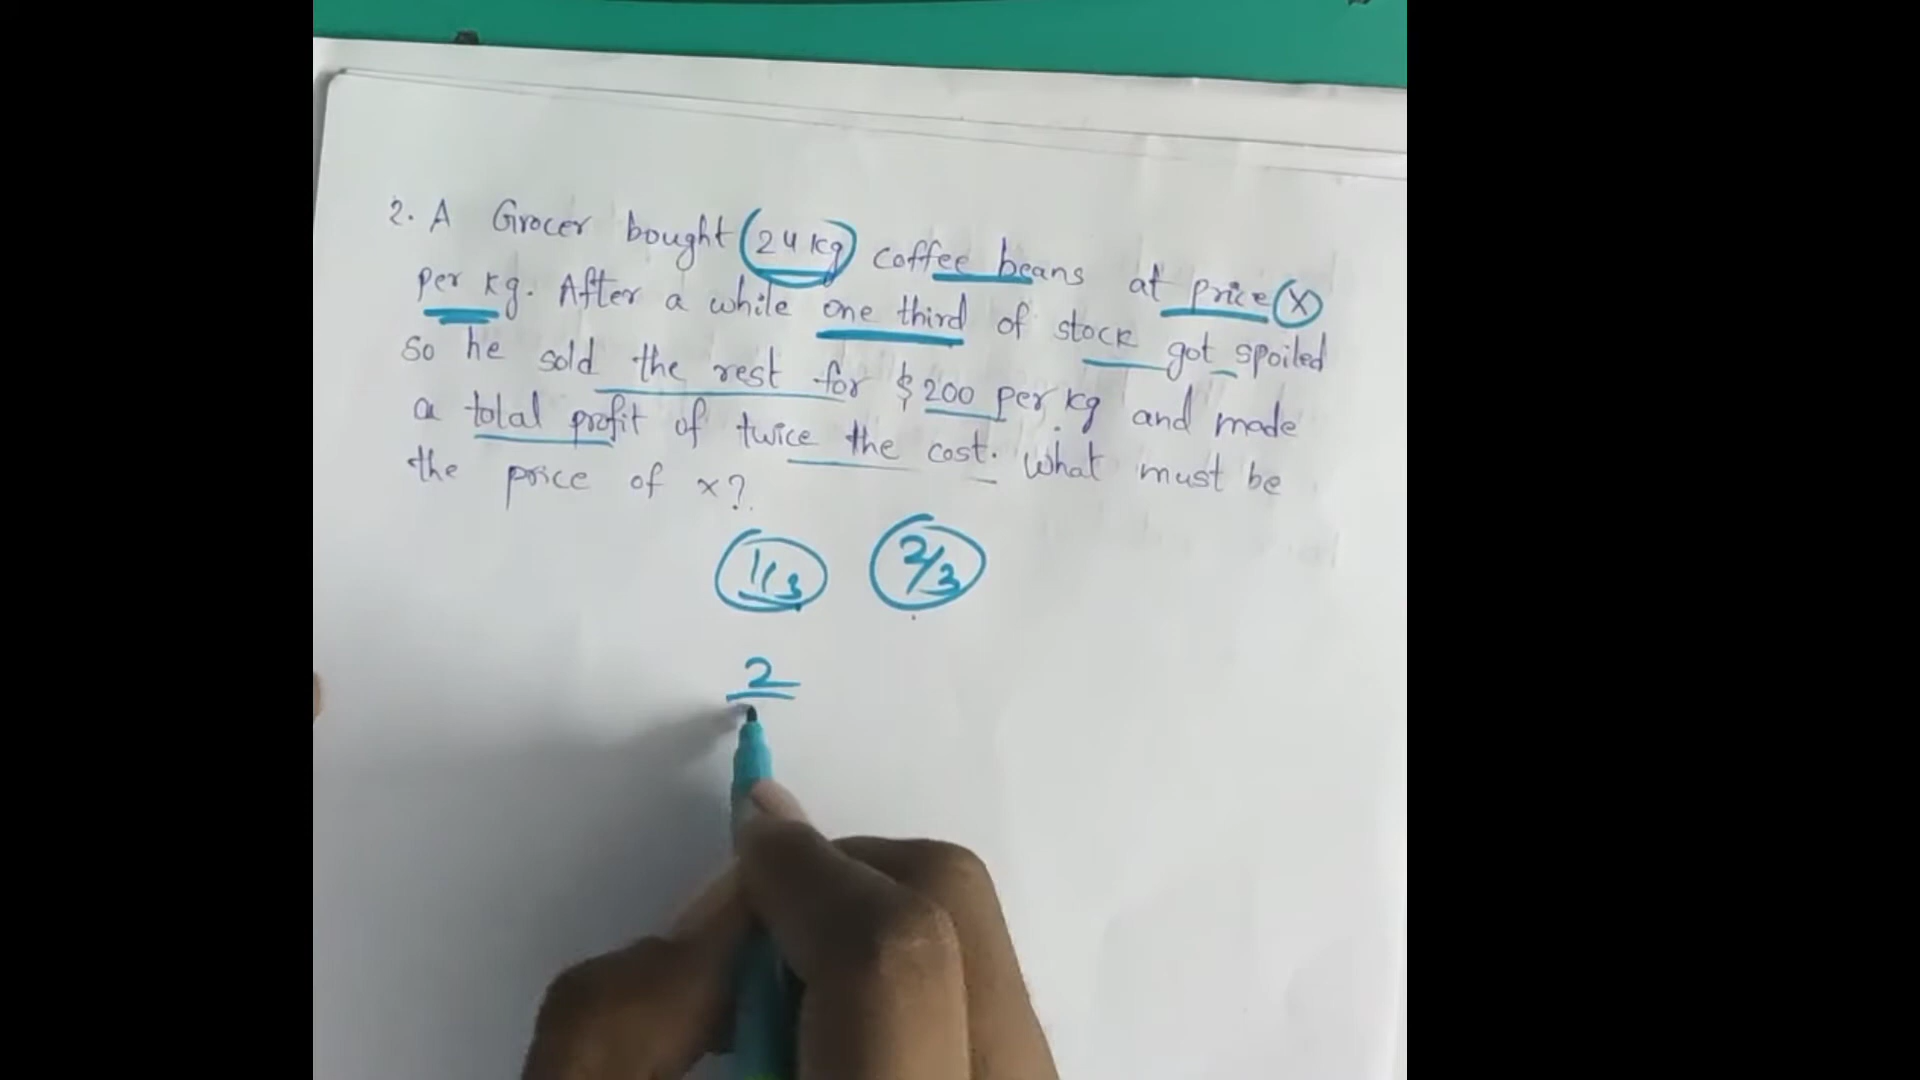 2. A Grocer bought 24 kg coffee beans at price x
per kg. After a while one third of stock got spoiled
so he sold the rest for $200 per kg and made
a total profit of twice the cost. What must be
the price of x?
1/3 2/3
2